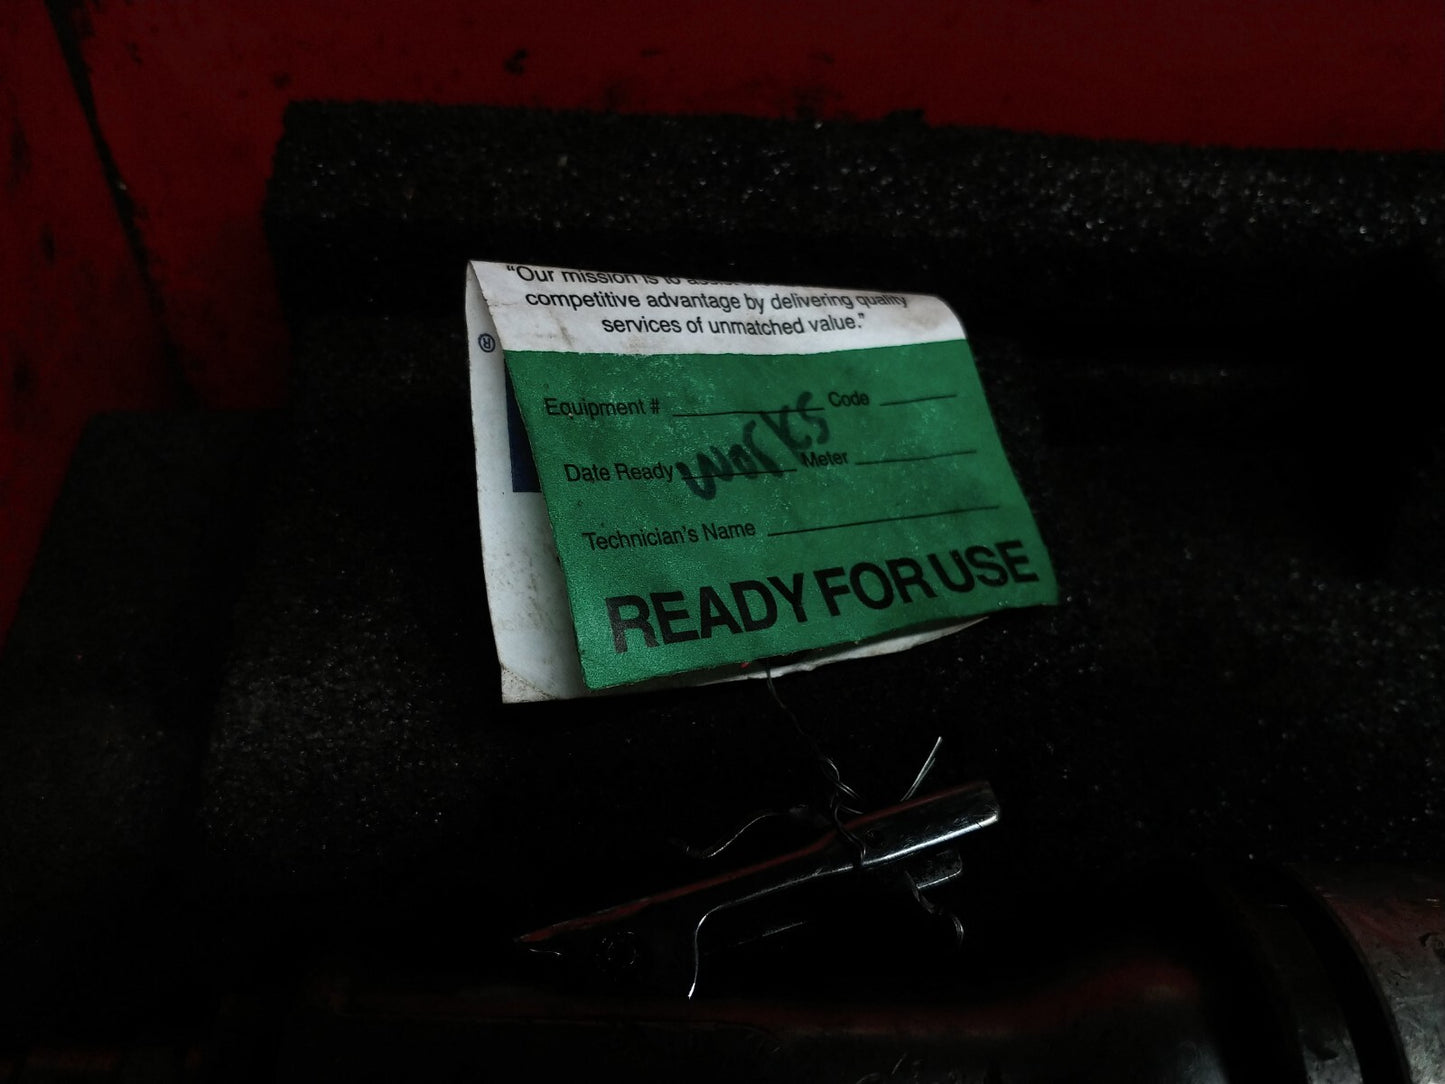 "Our mission is to
competitive advantage by delivering quality
services of unmatched value."
®
Equipment # Code
works
Date Ready Meter
Technician's Name
READY FOR USE